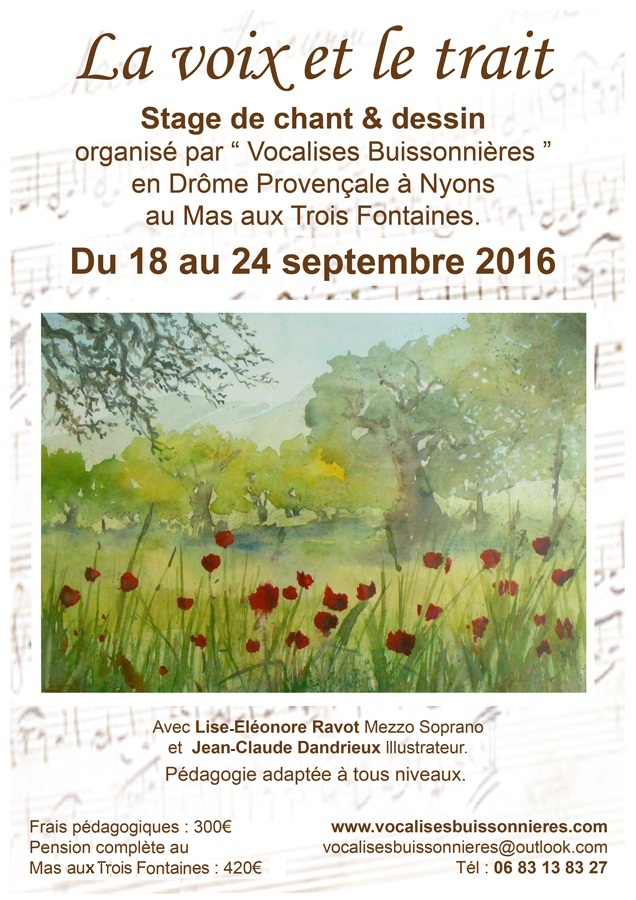 La voix et le trait
Stage de chant & dessin
organisé par “ Vocalises Buissonnières ”
en Drôme Provençale à Nyons
au Mas aux Trois Fontaines.
Du 18 au 24 septembre 2016
Avec Lise-Eléonore Ravot Mezzo Soprano
et Jean-Claude Dandrieux Illustrateur.
Pédagogie adaptée à tous niveaux.
Frais pédagogiques : 300€
Pension complète au
Mas aux Trois Fontaines : 420€
www.vocalisesbuissonnieres.com
vocalisesbuissonnieres@outlook.com
Tél : 06 83 13 83 27